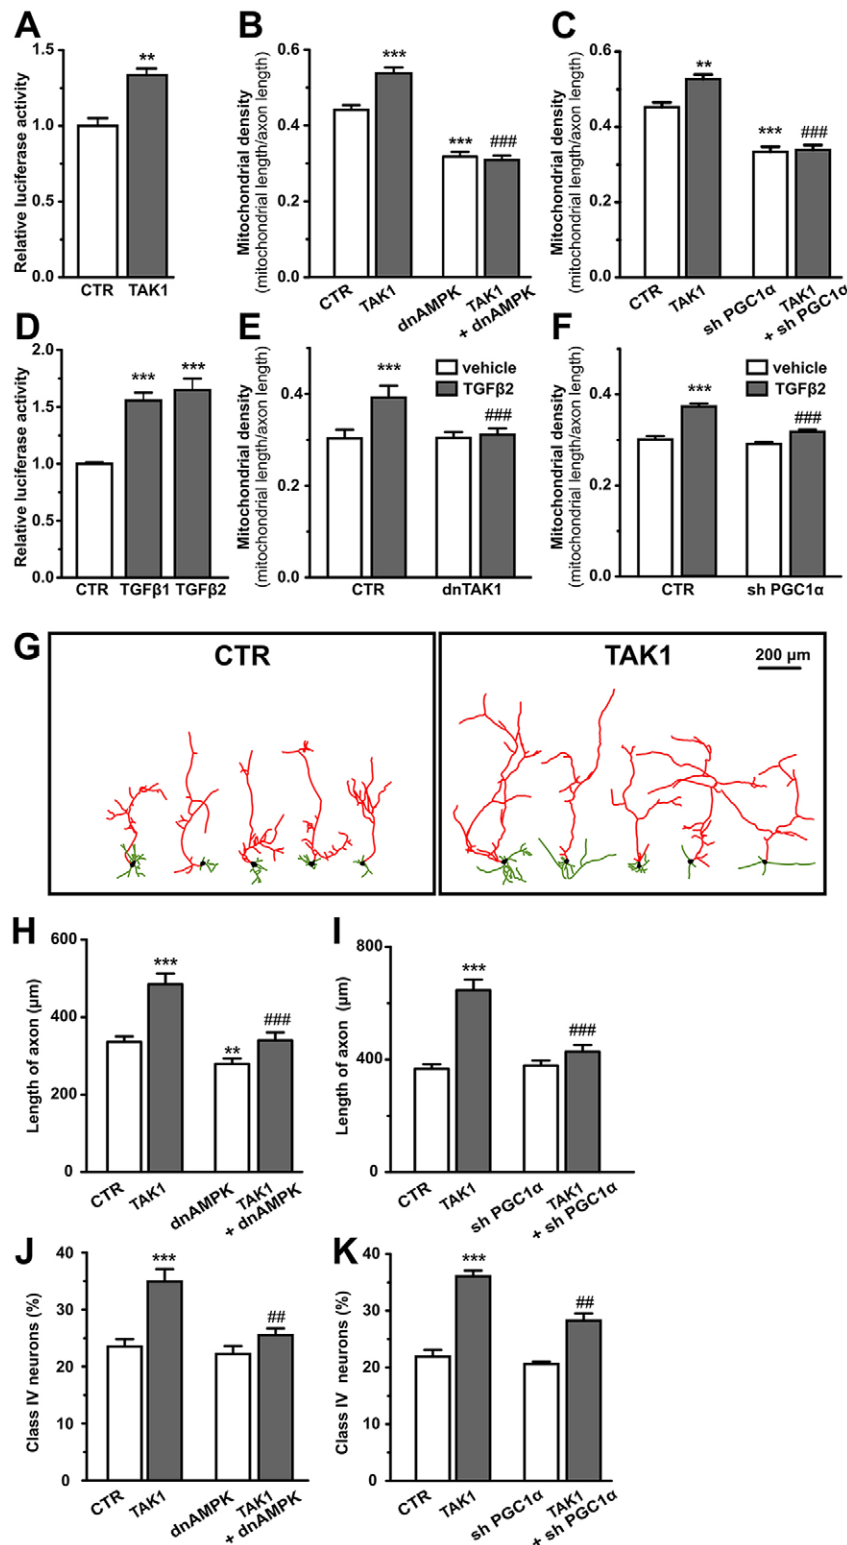 A
Relative luciferase activity
1.5
1.0
0.5
0.0
**
CTR TAK1
B
Mitochondrial density
(mitochondrial length/axon length)
0.6
0.4
0.2
0.0
***
***
###
CTR
TAK1
dnAMPK
TAK1
+ dnAMPK
C
Mitochondrial density
(mitochondrial length/axon length)
0.6
0.4
0.2
0.0
**
***
###
CTR
TAK1
sh PGC1α
TAK1
+ sh PGC1α
D
Relative luciferase activity
2.0
1.5
1.0
0.5
0.0
***
***
CTR TGFβ1 TGFβ2
E
Mitochondrial density
(mitochondrial length/axon length)
0.4
0.2
0.0
vehicle
TGFβ2
***
###
CTR dnTAK1
F
Mitochondrial density
(mitochondrial length/axon length)
0.4
0.2
0.0
vehicle
TGFβ2
***
###
CTR sh PGC1α
G
CTR
TAK1
200 µm
H
Length of axon (µm)
600
400
200
0
***
**
###
CTR
TAK1
dnAMPK
TAK1
+ dnAMPK
I
Length of axon (µm)
800
400
0
***
###
CTR
TAK1
sh PGC1α
TAK1
+ sh PGC1α
J
Class IV neurons (%)
40
30
20
10
0
***
##
CTR
TAK1
dnAMPK
TAK1
+ dnAMPK
K
Class IV neurons (%)
40
30
20
10
0
***
##
CTR
TAK1
sh PGC1α
TAK1
+ sh PGC1α